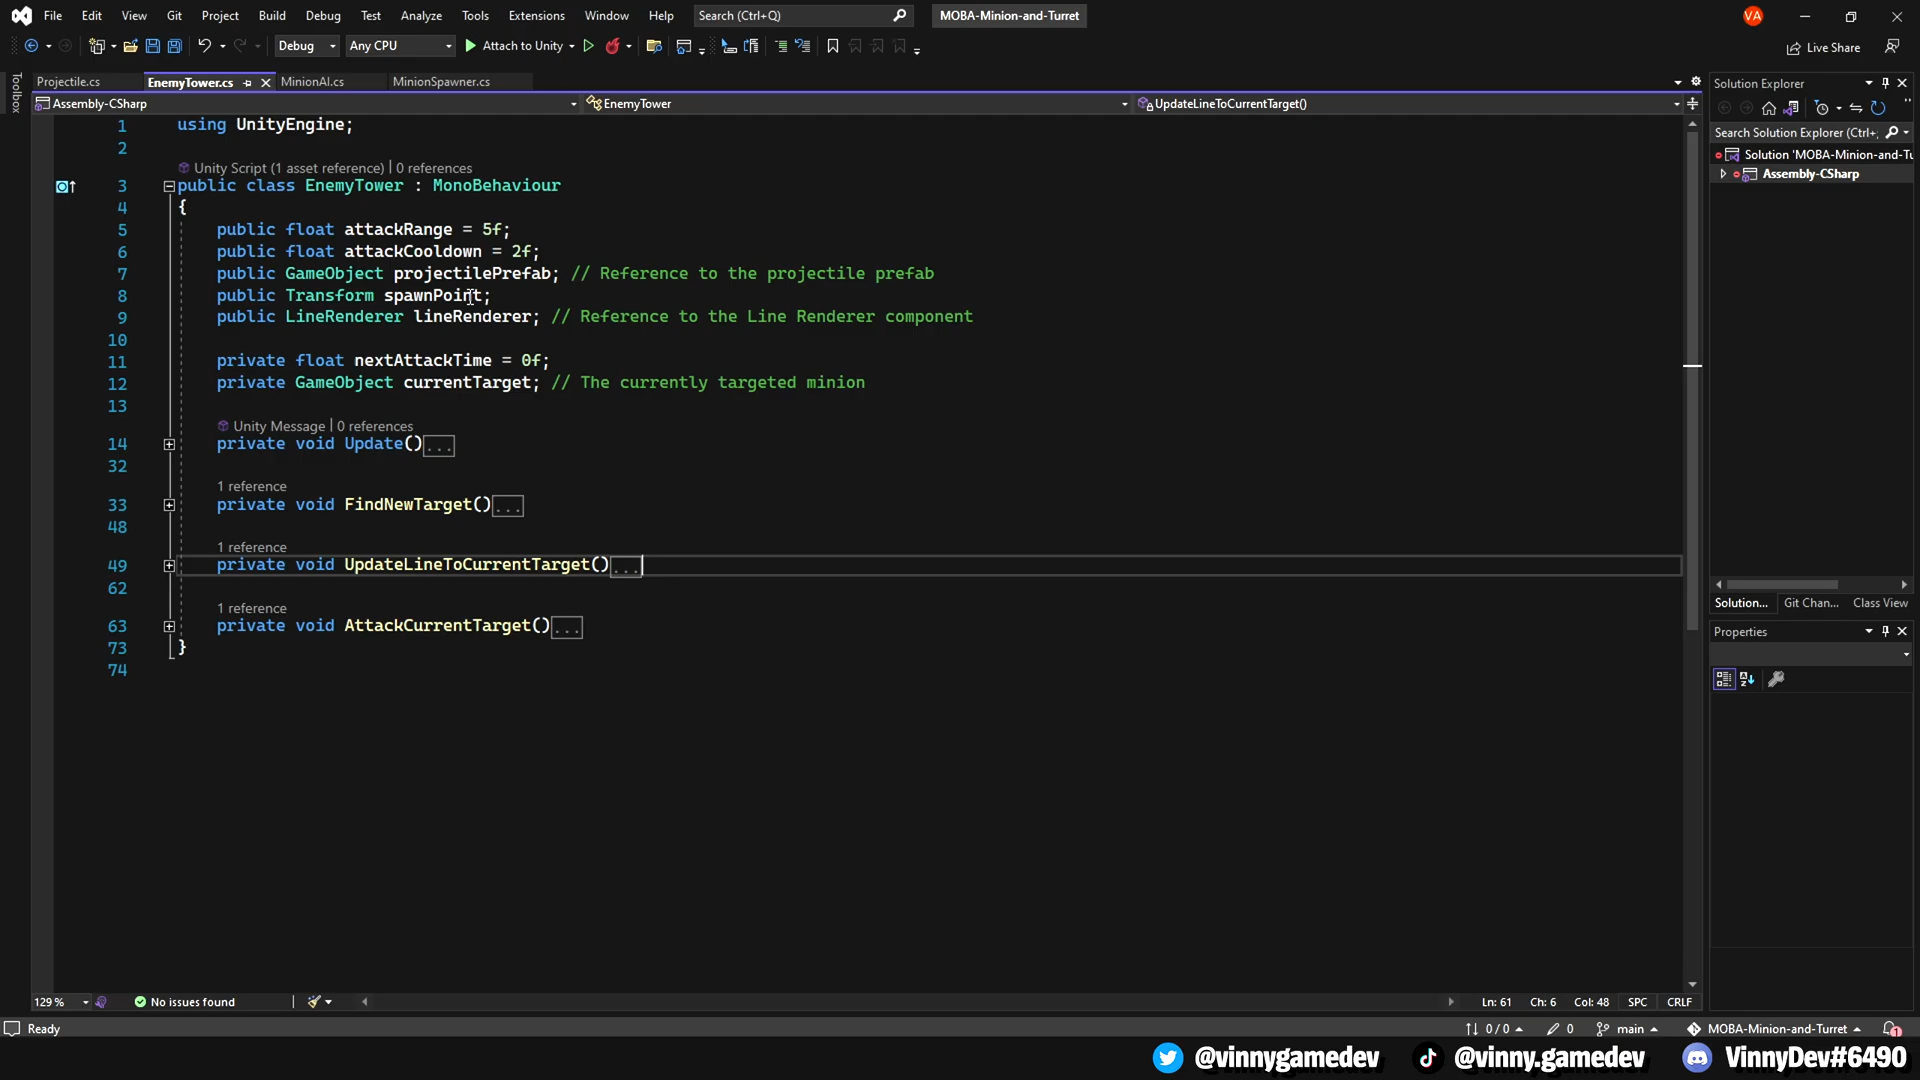 File Edit View Git Project Build Debug Test Analyze Tools Extensions Window Help Search (Ctrl+Q) MOBA-Minion-and-Turret VA
Debug Any CPU Attach to Unity Live Share
Toolbox
Projectile.cs EnemyTower.cs MinionAI.cs MinionSpawner.cs
Assembly-CSharp EnemyTower UpdateLineToCurrentTarget()
1 using UnityEngine;
2
Unity Script (1 asset reference) | 0 references
3 public class EnemyTower : MonoBehaviour
4 {
5 public float attackRange = 5f;
6 public float attackCooldown = 2f;
7 public GameObject projectilePrefab; // Reference to the projectile prefab
8 public Transform spawnPoint;
9 public LineRenderer lineRenderer; // Reference to the Line Renderer component
10
11 private float nextAttackTime = 0f;
12 private GameObject currentTarget; // The currently targeted minion
13
Unity Message | 0 references
14 private void Update()...
32
1 reference
33 private void FindNewTarget()...
48
1 reference
49 private void UpdateLineToCurrentTarget()...
62
1 reference
63 private void AttackCurrentTarget()...
73 }
74
Solution Explorer
Search Solution Explorer (Ctrl+;
Solution 'MOBA-Minion-and-Tu
Assembly-CSharp
Solution... Git Chan... Class View
Properties
129 % No issues found Ln: 61 Ch: 6 Col: 48 SPC CRLF
Ready 0 / 0 0 main MOBA-Minion-and-Turret 1
@vinnygamedev @vinny.gamedev VinnyDev#6490